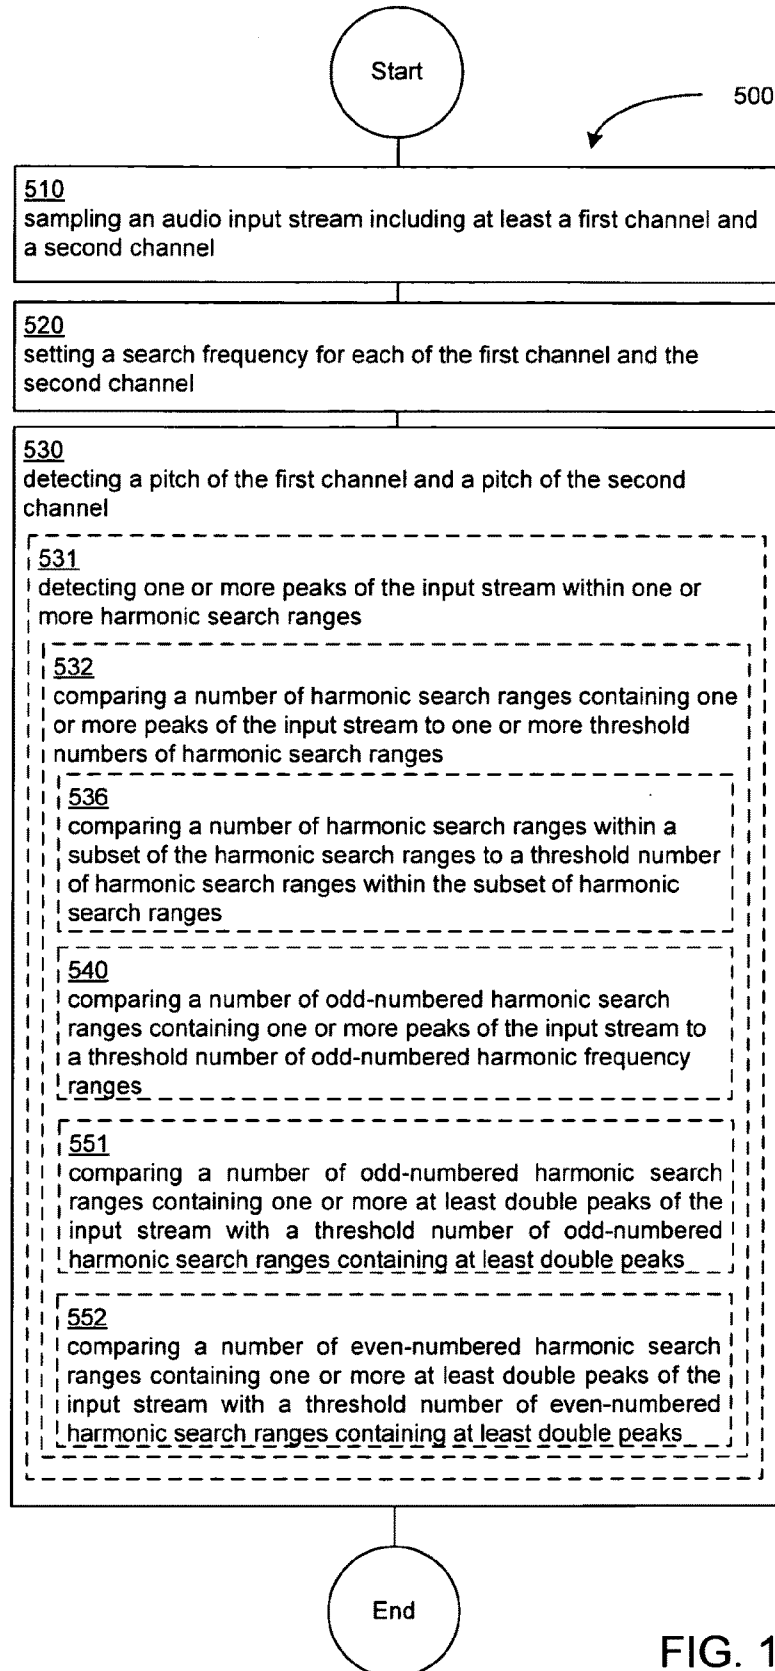 Start
500
510
sampling an audio input stream including at least a first channel and
a second channel
520
setting a search frequency for each of the first channel and the
second channel
530
detecting a pitch of the first channel and a pitch of the second
channel
531
detecting one or more peaks of the input stream within one or
more harmonic search ranges
532
comparing a number of harmonic search ranges containing one
or more peaks of the input stream to one or more threshold
numbers of harmonic search ranges
536
comparing a number of harmonic search ranges within a
subset of the harmonic search ranges to a threshold number
of harmonic search ranges within the subset of harmonic
search ranges
540
comparing a number of odd-numbered harmonic search
ranges containing one or more peaks of the input stream to
a threshold number of odd-numbered harmonic frequency
ranges
551
comparing a number of odd-numbered harmonic search
ranges containing one or more at least double peaks of the
input stream with a threshold number of odd-numbered
harmonic search ranges containing at least double peaks
552
comparing a number of even-numbered harmonic search
ranges containing one or more at least double peaks of the
input stream with a threshold number of even-numbered
harmonic search ranges containing at least double peaks
End
FIG. 1